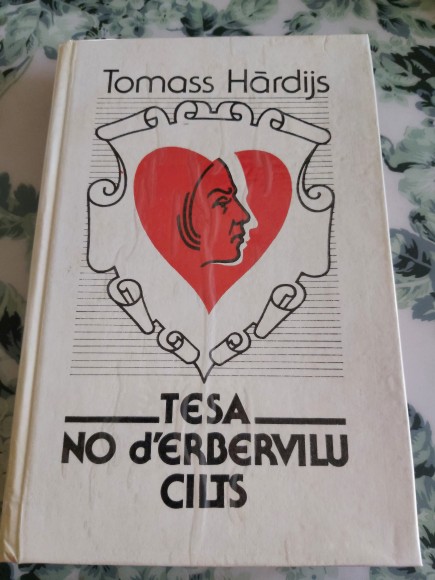 Tomass Hārdijs
TESA
NO d'ERBERVILU
CILTS